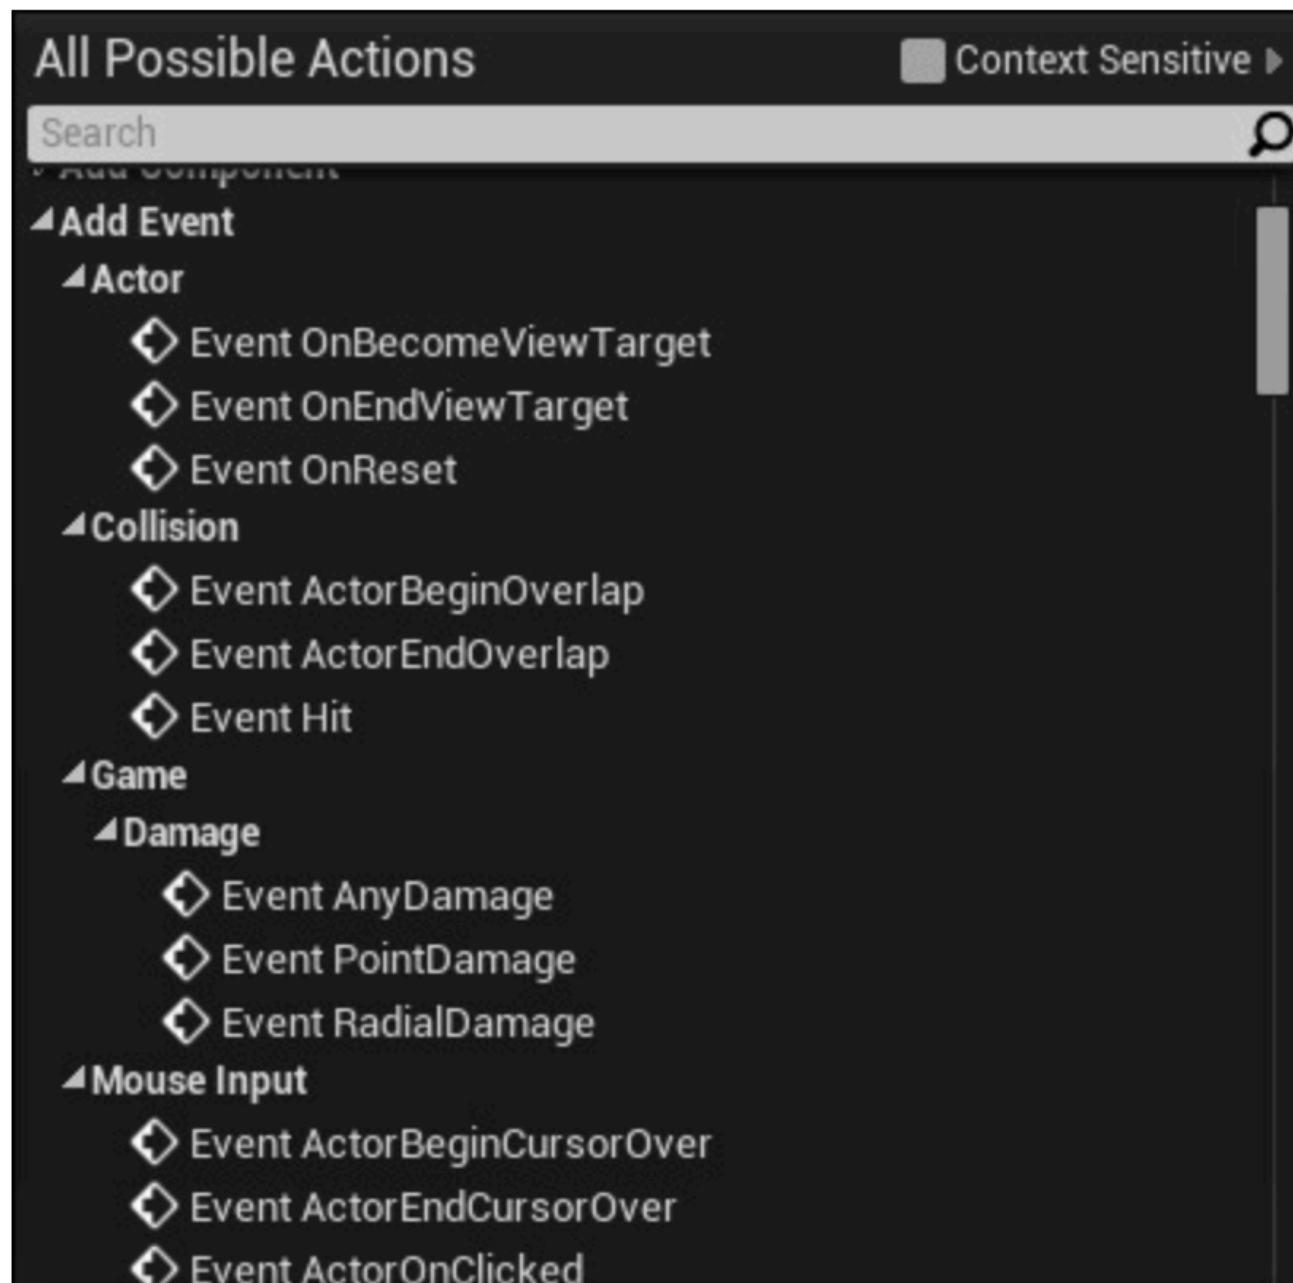 All Possible Actions
Context Sensitive
Search
Add Component
Add Event
Actor
Event OnBecomeViewTarget
Event OnEndViewTarget
Event OnReset
Collision
Event ActorBeginOverlap
Event ActorEndOverlap
Event Hit
Game
Damage
Event AnyDamage
Event PointDamage
Event RadialDamage
Mouse Input
Event ActorBeginCursorOver
Event ActorEndCursorOver
Event ActorOnClicked